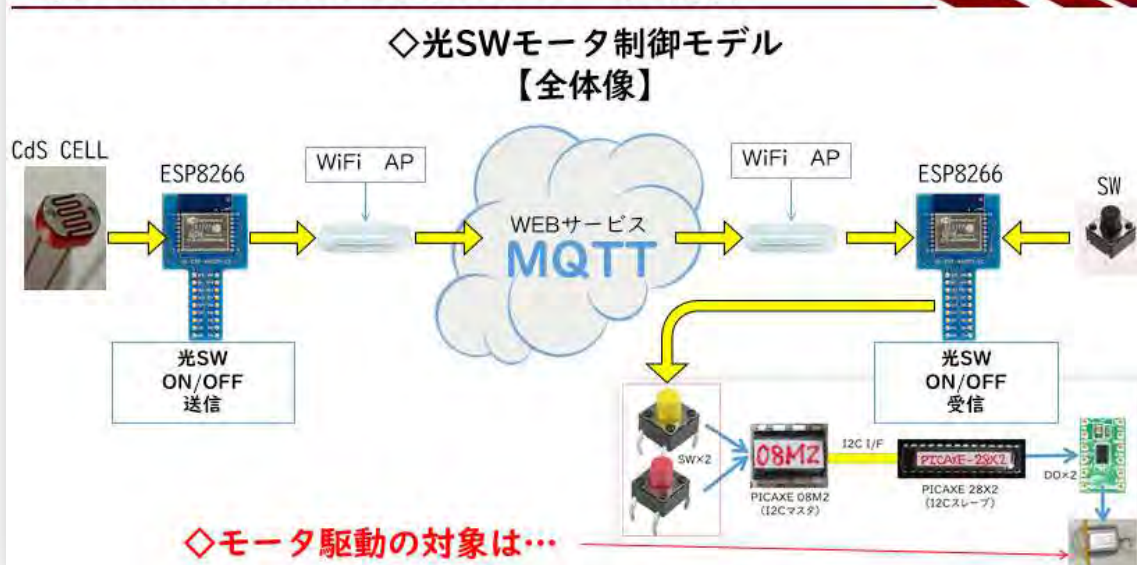 ◇光SWモータ制御モデル
【全体像】
CdS CELL
ESP8266
WiFi AP
WEBサービス
MQTT
WiFi AP
ESP8266
SW
光SW
ON/OFF
送信
光SW
ON/OFF
受信
SW×2
08M2
PICAXE 08M2
(I2Cマスタ)
I2C I/F
PICAXE-28X2
PICAXE 28X2
(I2Cスレーブ)
DO×2
◇モータ駆動の対象は…